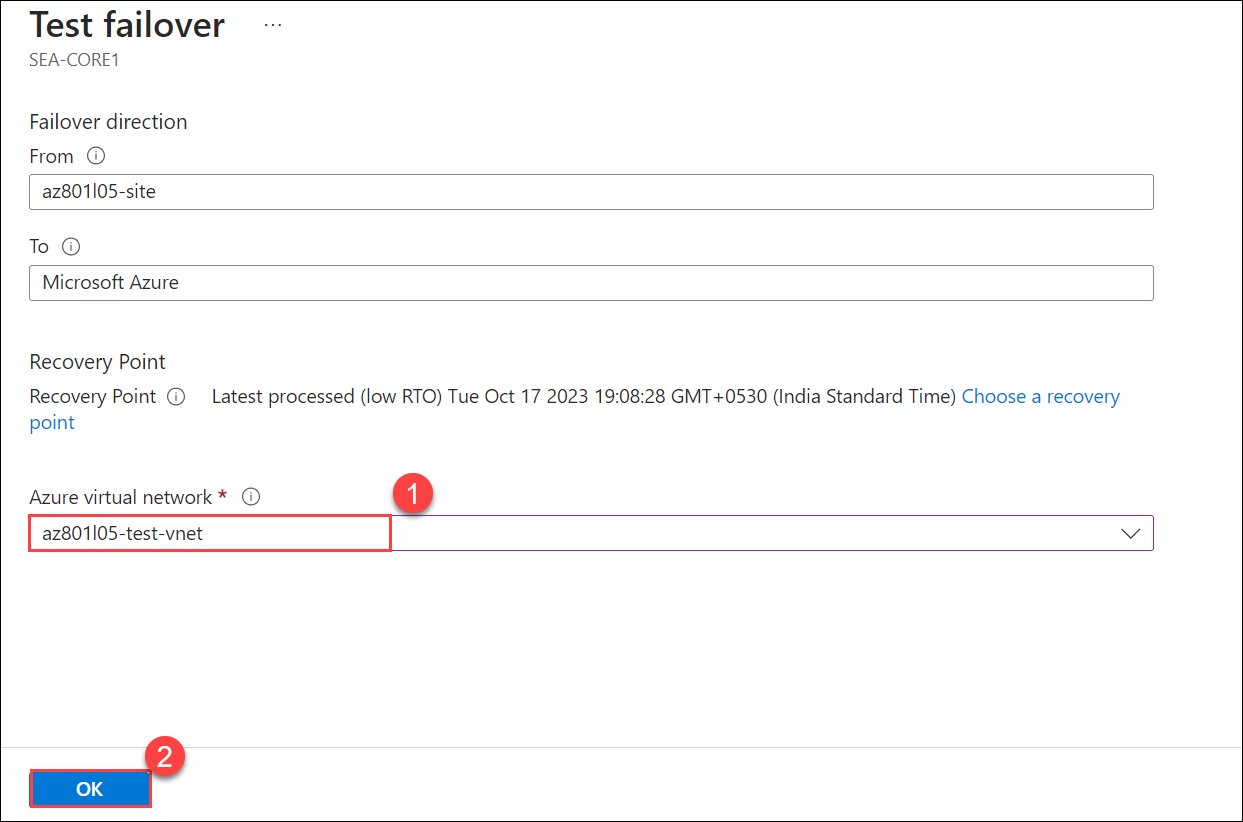 Test failover ...
SEA-CORE1
Failover direction
From
az801l05-site
To
Microsoft Azure
Recovery Point
Recovery Point Latest processed (low RTO) Tue Oct 17 2023 19:08:28 GMT+0530 (India Standard Time) Choose a recovery
point
Azure virtual network *
1
az801l05-test-vnet
2
OK